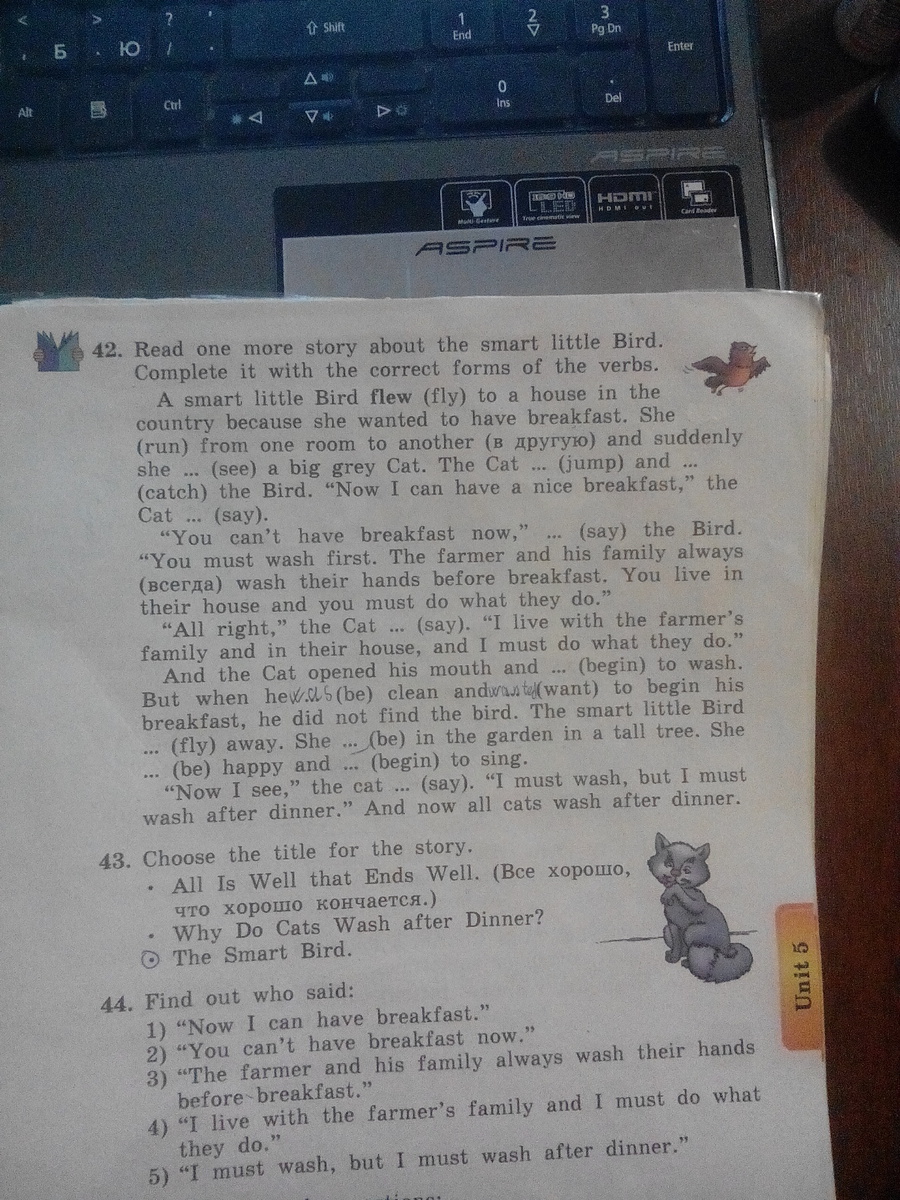 < > ? '
, Б . Ю / . ⇧ Shift 1 End 2 ▽ 3 Pg Dn Enter
Alt Ctrl △ ◁ ▽ ▷ 0 Ins . Del
ASPIRE
Multi-Gesture True cinematic view HDMI HDMI out Card Reader
ASPIRE
42. Read one more story about the smart little Bird.
Complete it with the correct forms of the verbs.
A smart little Bird flew (fly) to a house in the
country because she wanted to have breakfast. She
(run) from one room to another (в другую) and suddenly
she ... (see) a big grey Cat. The Cat ... (jump) and ...
(catch) the Bird. “Now I can have a nice breakfast,” the
Cat ... (say).
“You can’t have breakfast now,” ... (say) the Bird.
“You must wash first. The farmer and his family always
(всегда) wash their hands before breakfast. You live in
their house and you must do what they do.”
“All right,” the Cat ... (say). “I live with the farmer’s
family and in their house, and I must do what they do.”
And the Cat opened his mouth and ... (begin) to wash.
But when he was (be) clean and wanted (want) to begin his
breakfast, he did not find the bird. The smart little Bird
... (fly) away. She ... (be) in the garden in a tall tree. She
... (be) happy and ... (begin) to sing.
“Now I see,” the cat ... (say). “I must wash, but I must
wash after dinner.” And now all cats wash after dinner.
43. Choose the title for the story.
• All Is Well that Ends Well. (Все хорошо,
что хорошо кончается.)
• Why Do Cats Wash after Dinner?
• The Smart Bird.
Unit 5
44. Find out who said:
1) “Now I can have breakfast.”
2) “You can’t have breakfast now.”
3) “The farmer and his family always wash their hands
before breakfast.”
4) “I live with the farmer’s family and I must do what
they do.”
5) “I must wash, but I must wash after dinner.”